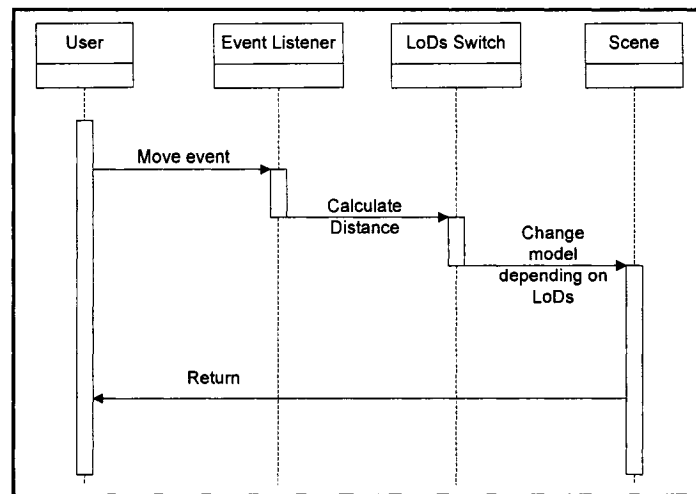 User
Event Listener
LoDs Switch
Scene
Move event
Calculate
Distance
Change
model
depending on
LoDs
Return